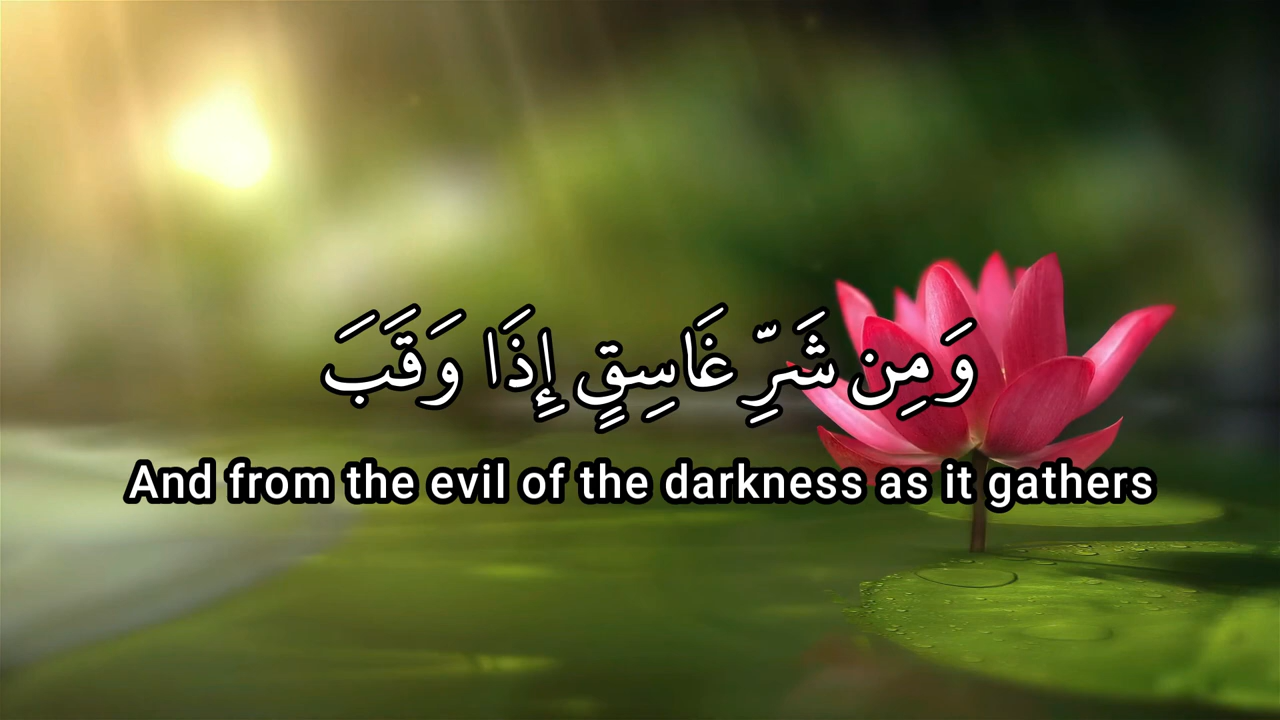 وَمِن شَرِّ غَاسِقٍ إِذَا وَقَبَ
And from the evil of the darkness as it gathers